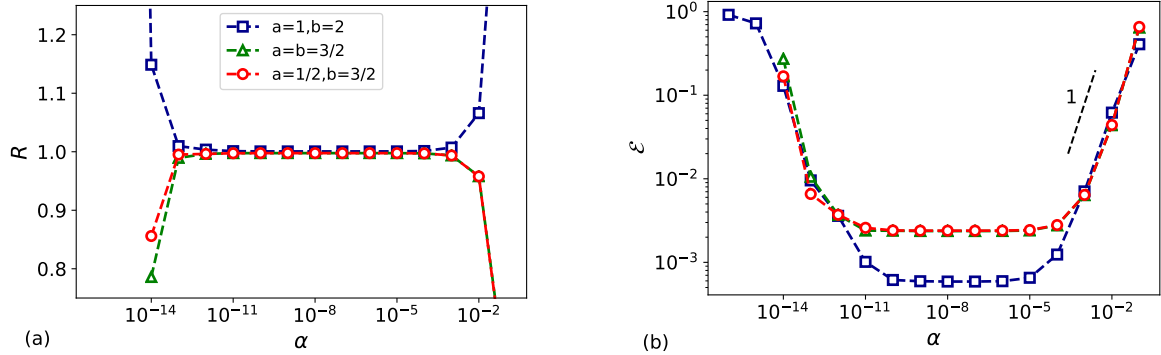 1.2
1.1
1.0
0.9
0.8
R
a=1,b=2
a=b=3/2
a=1/2,b=3/2
10⁻¹⁴ 10⁻¹¹ 10⁻⁸ 10⁻⁵ 10⁻²
α
(a)
10⁰
10⁻¹
10⁻²
10⁻³
ℰ
1
10⁻¹⁴ 10⁻¹¹ 10⁻⁸ 10⁻⁵ 10⁻²
α
(b)